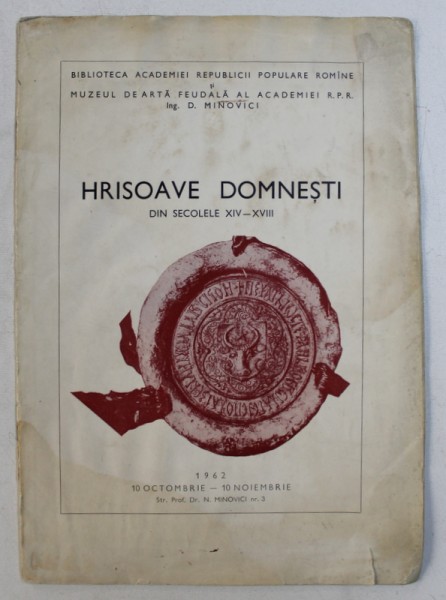 BIBLIOTECA ACADEMIEI REPUBLICII POPULARE ROMÎNE
și
MUZEUL DE ARTĂ FEUDALĂ AL ACADEMIEI R.P.R.
Ing. D. MINOVICI
HRISOAVE DOMNEȘTI
DIN SECOLELE XIV—XVIII
1962
10 OCTOMBRIE — 10 NOIEMBRIE
Str. Prof. Dr. N. MINOVICI nr. 3